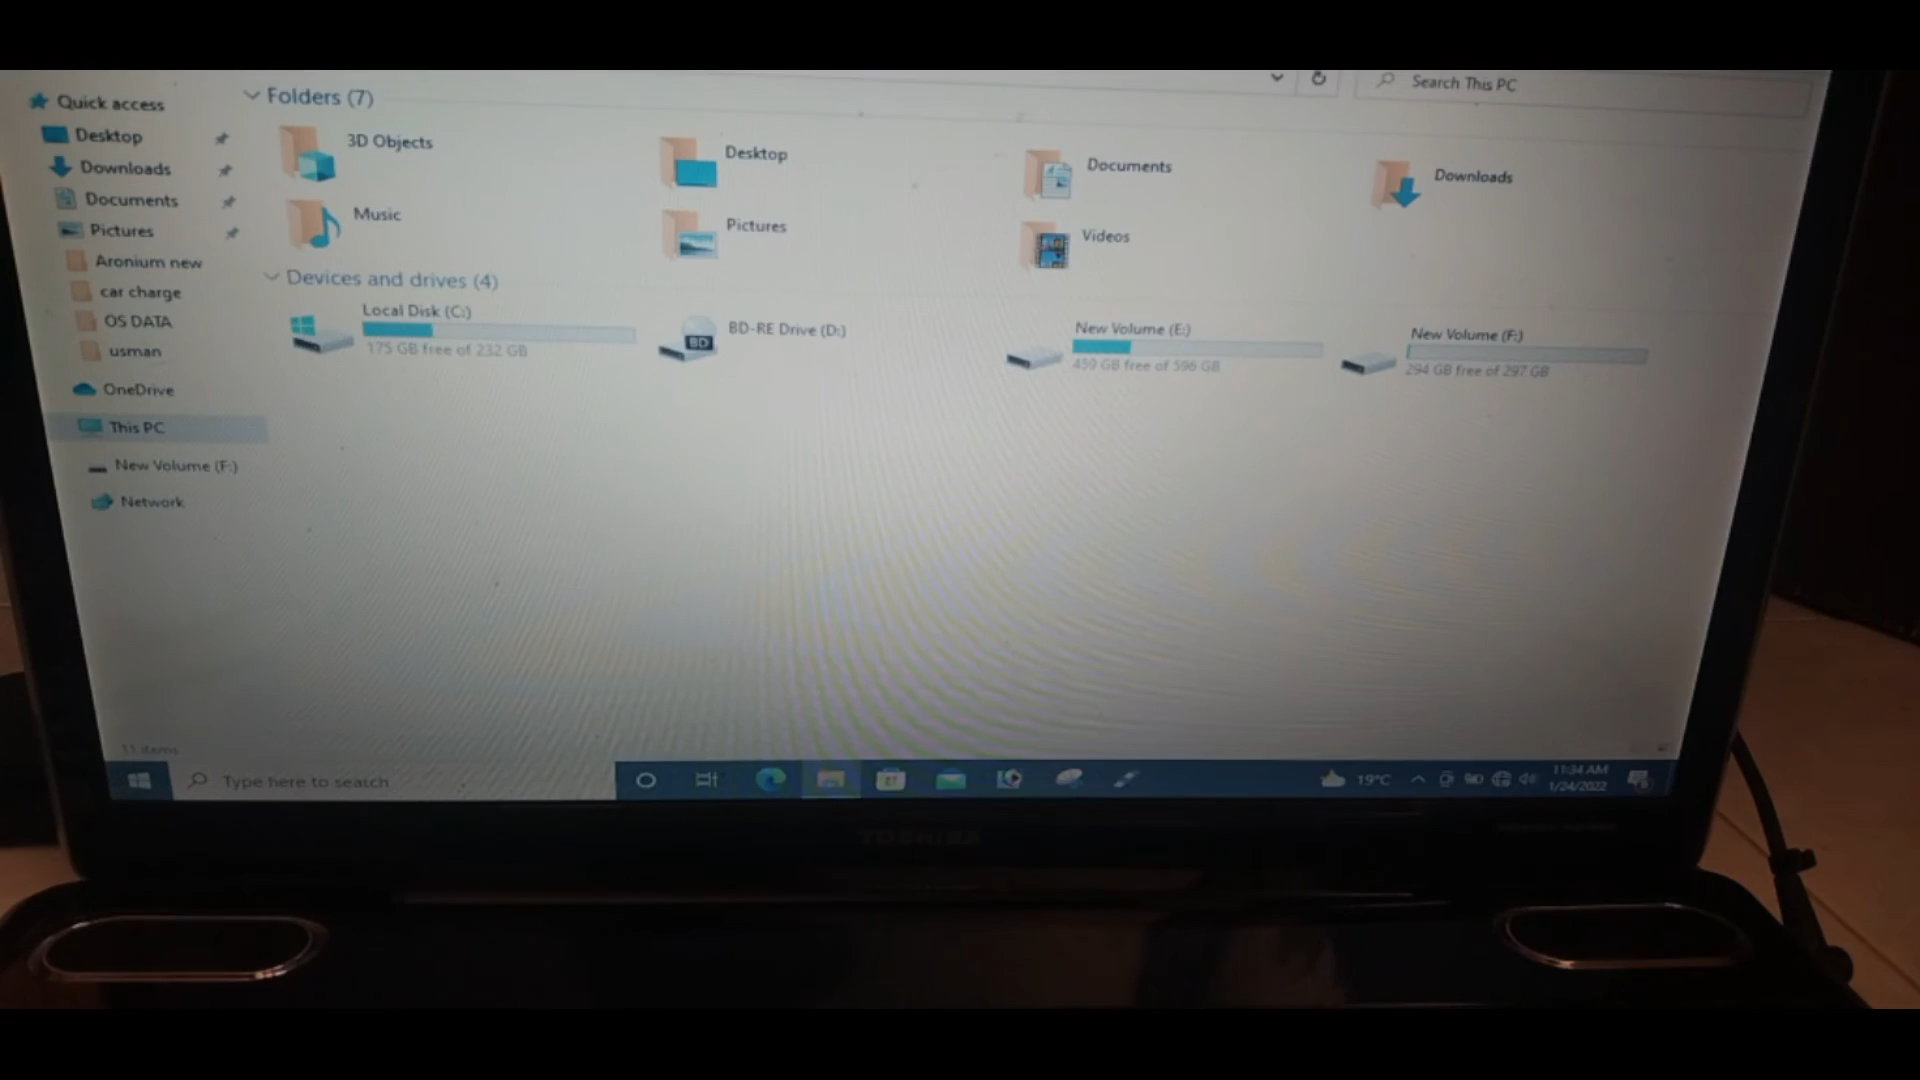 Search This PC
Quick access
Desktop
Downloads
Documents
Pictures
Aronium new
car charge
OS DATA
usman
OneDrive
This PC
New Volume (F:)
Network
Folders (7)
3D Objects
Desktop
Documents
Downloads
Music
Pictures
Videos
Devices and drives (4)
Local Disk (C:)
175 GB free of 232 GB
BD-RE Drive (D:)
BD
New Volume (E:)
459 GB free of 596 GB
New Volume (F:)
294 GB free of 297 GB
11 items
Type here to search
19°C
11:34 AM
1/24/2022
TOSHIBA